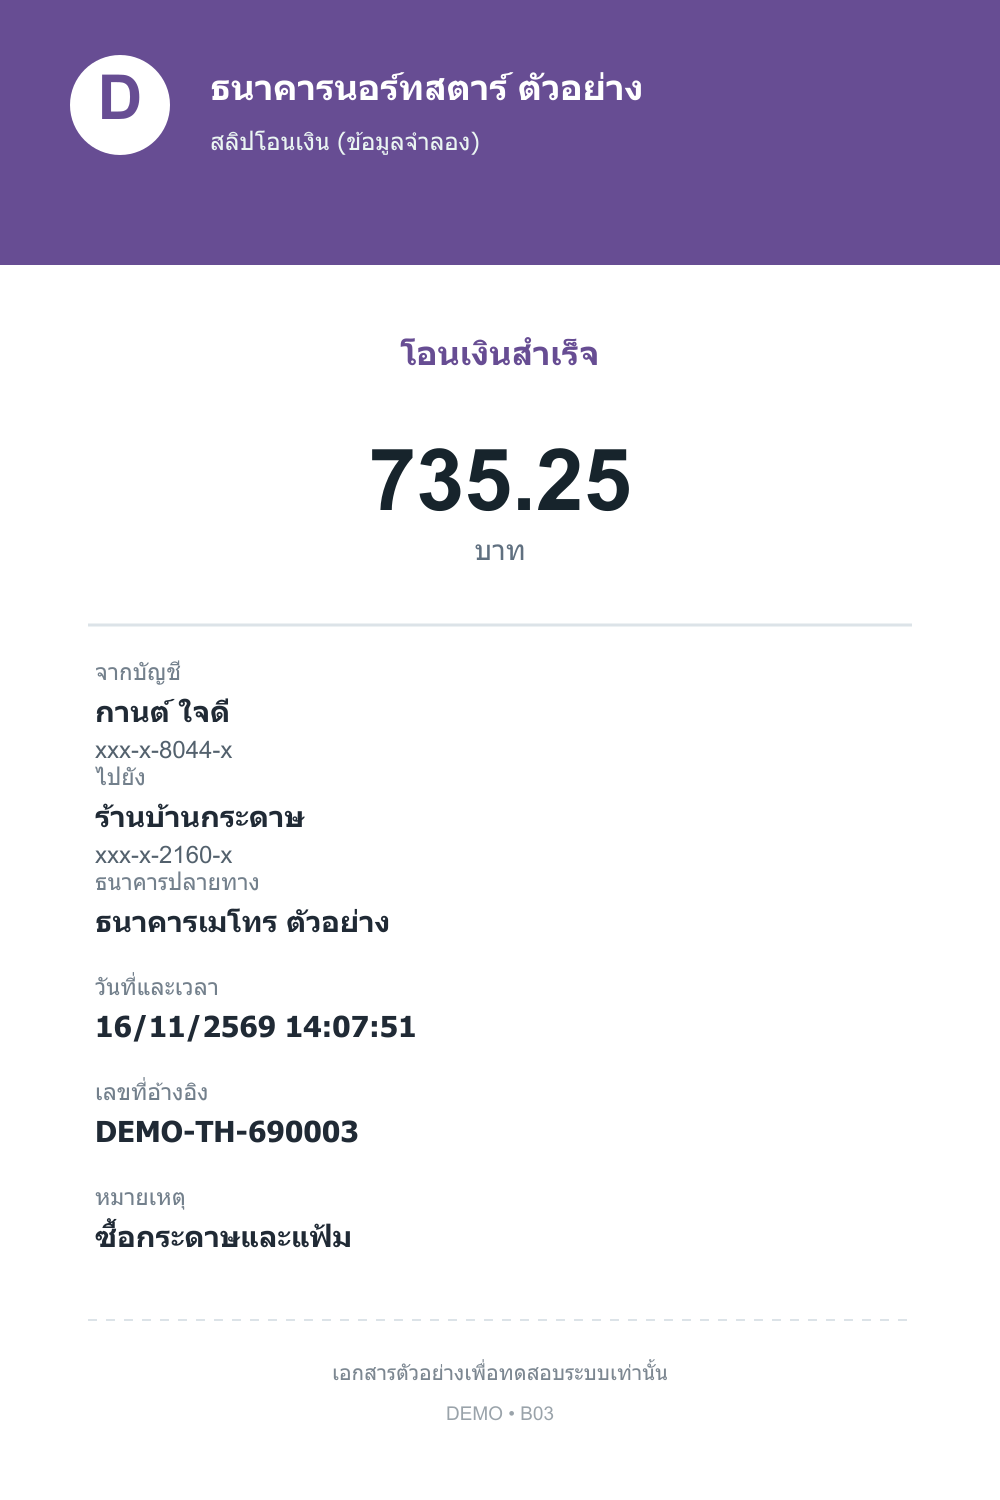 D
ธนาคารนอร์ทสตาร์ ตัวอย่าง
สลิปโอนเงิน (ข้อมูลจำลอง)
โอนเงินสำเร็จ
735.25
บาท
จากบัญชี
กานต์ ใจดี
xxx-x-8044-x
ไปยัง
ร้านบ้านกระดาษ
xxx-x-2160-x
ธนาคารปลายทาง
ธนาคารเมโทร ตัวอย่าง
วันที่และเวลา
16/11/2569 14:07:51
เลขที่อ้างอิง
DEMO-TH-690003
หมายเหตุ
ซื้อกระดาษและแฟ้ม
เอกสารตัวอย่างเพื่อทดสอบระบบเท่านั้น
DEMO • B03